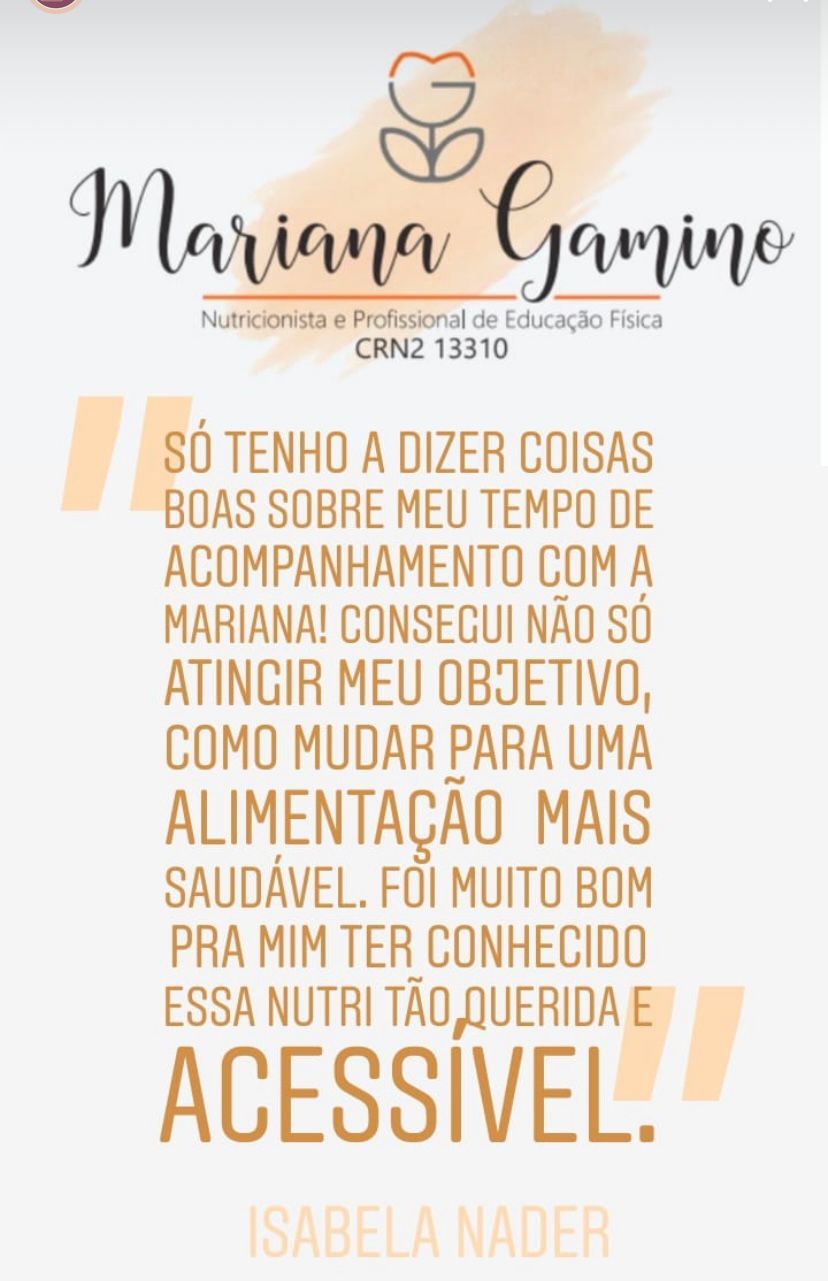 Mariana Gamino
Nutricionista e Profissional de Educação Física
CRN2 13310
SÓ TENHO A DIZER COISAS
BOAS SOBRE MEU TEMPO DE
ACOMPANHAMENTO COM A
MARIANA! CONSEGUI NÃO SÓ
ATINGIR MEU OBJETIVO,
COMO MUDAR PARA UMA
ALIMENTAÇÃO MAIS
SAUDÁVEL. FOI MUITO BOM
PRA MIM TER CONHECIDO
ESSA NUTRI TÃO QUERIDA E
ACESSÍVEL.
ISABELA NADER